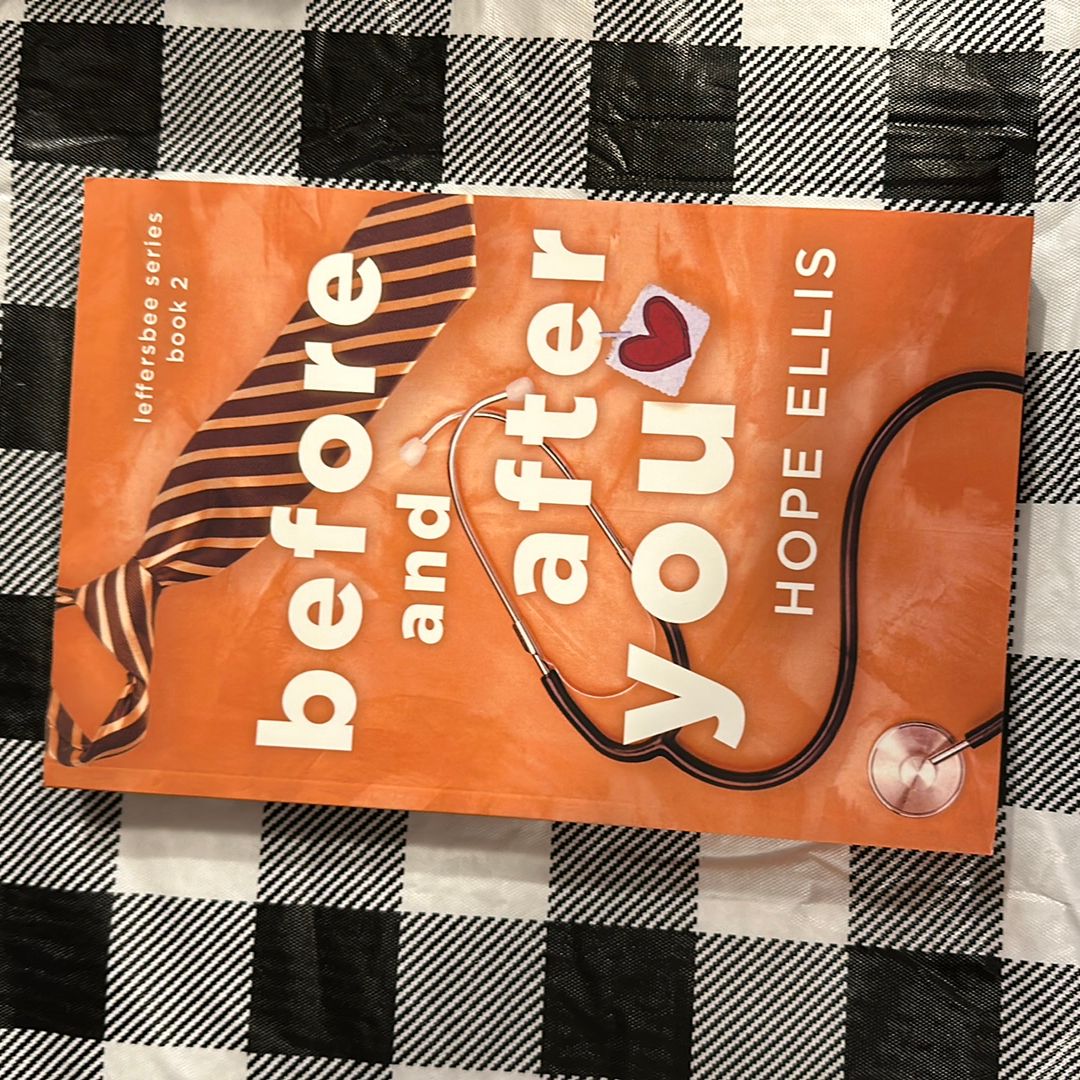 leffersbee series
book 2
before
and
after
you
HOPE ELLIS